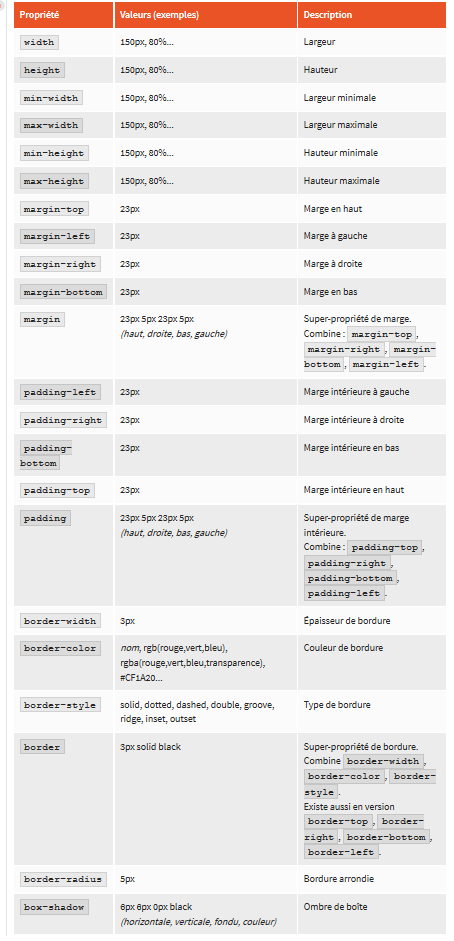 Propriété Valeurs (exemples) Description
width 150px, 80%... Largeur
height 150px, 80%... Hauteur
min-width 150px, 80%... Largeur minimale
max-width 150px, 80%... Largeur maximale
min-height 150px, 80%... Hauteur minimale
max-height 150px, 80%... Hauteur maximale
margin-top 23px Marge en haut
margin-left 23px Marge à gauche
margin-right 23px Marge à droite
margin-bottom 23px Marge en bas
margin 23px 5px 23px 5px Super-propriété de marge.
(haut, droite, bas, gauche) Combine : margin-top,
margin-right, margin-
bottom, margin-left.
padding-left 23px Marge intérieure à gauche
padding-right 23px Marge intérieure à droite
padding- 23px Marge intérieure en bas
bottom
padding-top 23px Marge intérieure en haut
padding 23px 5px 23px 5px Super-propriété de marge
(haut, droite, bas, gauche) intérieure.
Combine : padding-top,
padding-right,
padding-bottom,
padding-left.
border-width 3px Épaisseur de bordure
border-color nom, rgb(rouge,vert,bleu), Couleur de bordure
rgba(rouge,vert,bleu,transparence),
#CF1A20...
border-style solid, dotted, dashed, double, groove, Type de bordure
ridge, inset, outset
border 3px solid black Super-propriété de bordure.
Combine border-width,
border-color, border-
style.
Existe aussi en version
border-top, border-
right, border-bottom,
border-left.
border-radius 5px Bordure arrondie
box-shadow 6px 6px 0px black Ombre de boîte
(horizontale, verticale, fondu, couleur)